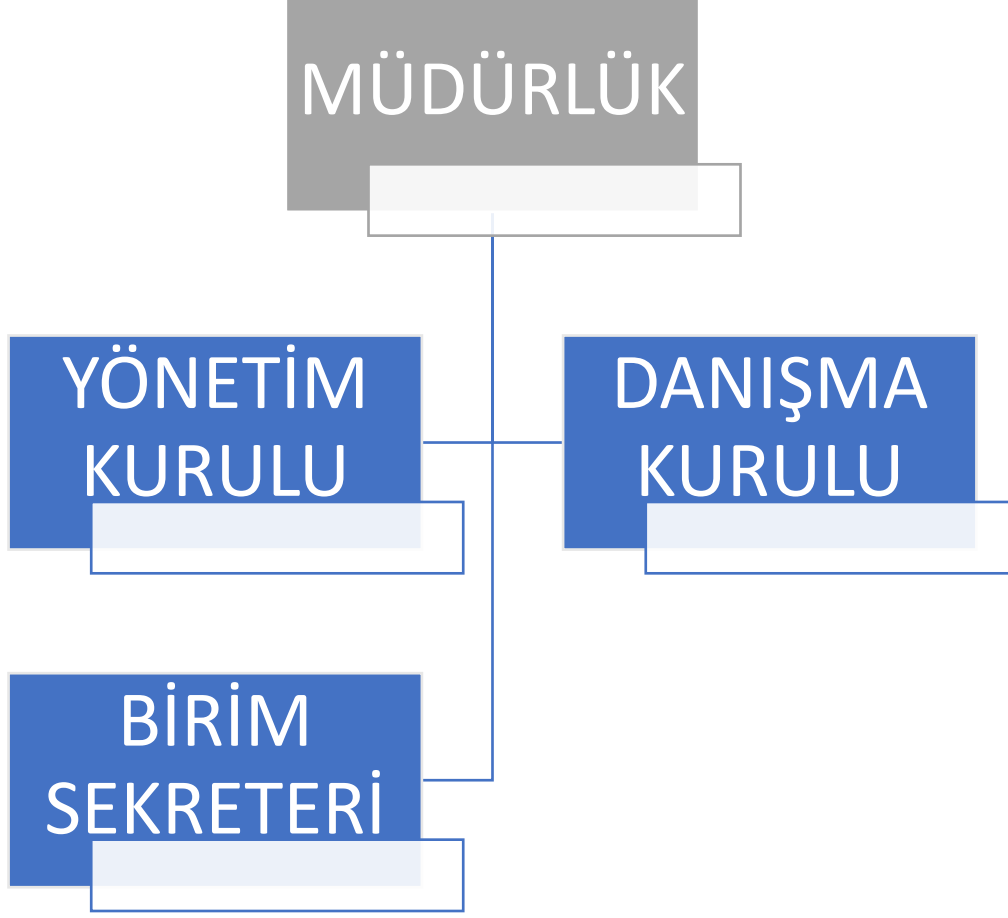 MÜDÜRLÜK
YÖNETİM
KURULU
DANIŞMA
KURULU
BİRİM
SEKRETERİ